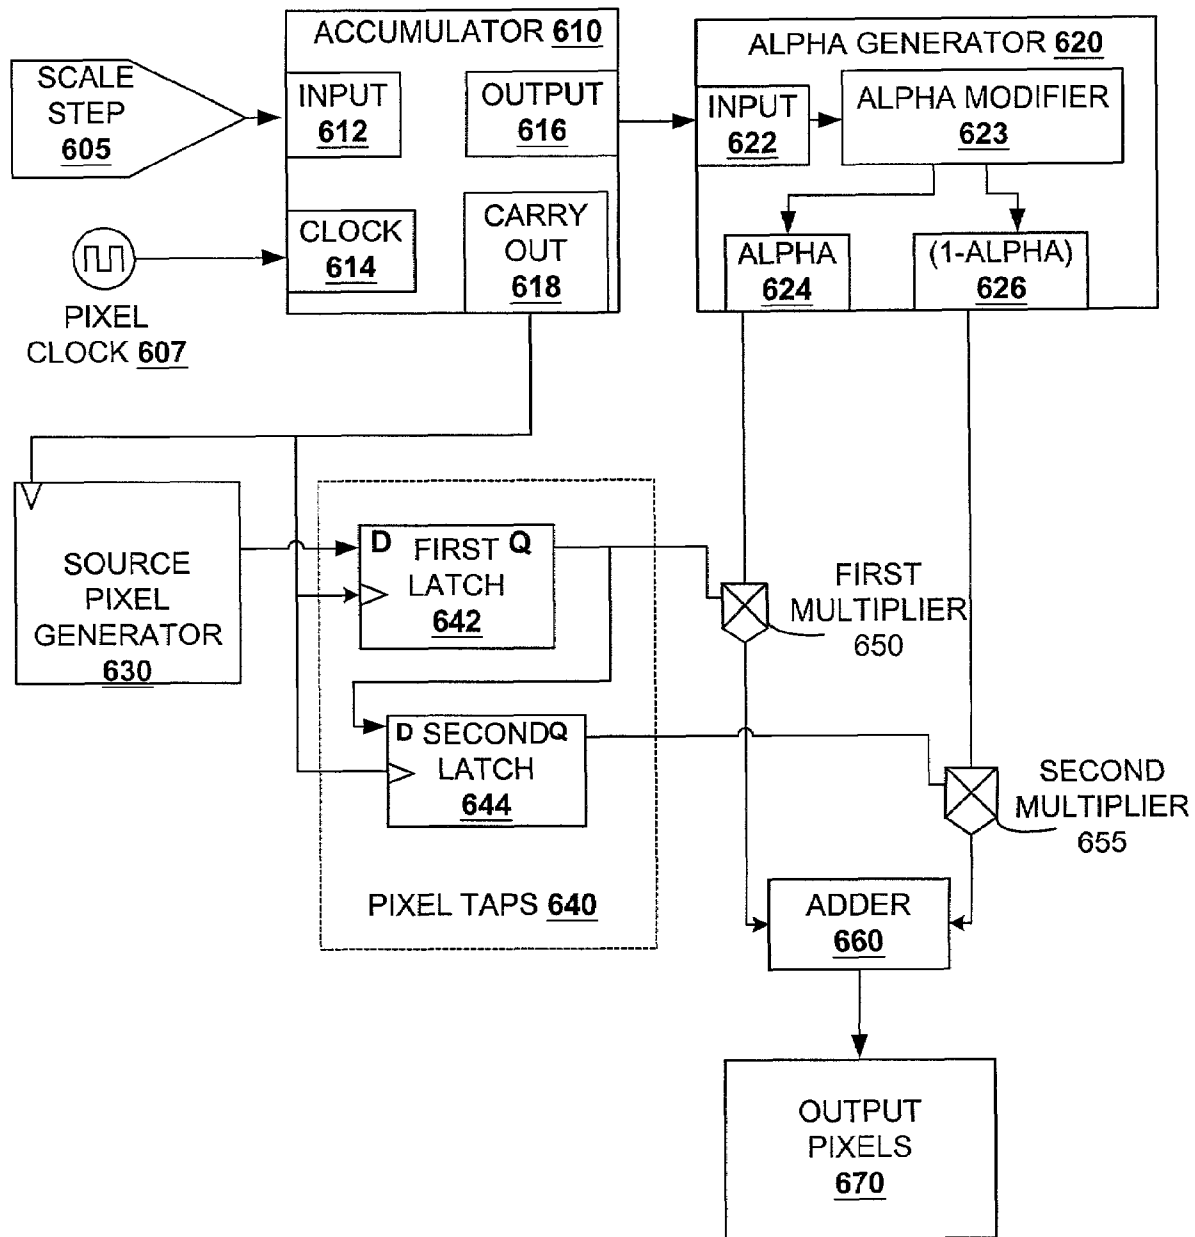 SCALE
STEP
605
ACCUMULATOR 610
INPUT
612
OUTPUT
616
CLOCK
614
CARRY
OUT
618
PIXEL
CLOCK 607
ALPHA GENERATOR 620
INPUT
622
ALPHA MODIFIER
623
ALPHA
624
(1-ALPHA)
626
SOURCE
PIXEL
GENERATOR
630
D FIRST Q
LATCH
642
D SECOND Q
LATCH
644
PIXEL TAPS 640
FIRST
MULTIPLIER
650
SECOND
MULTIPLIER
655
ADDER
660
OUTPUT
PIXELS
670